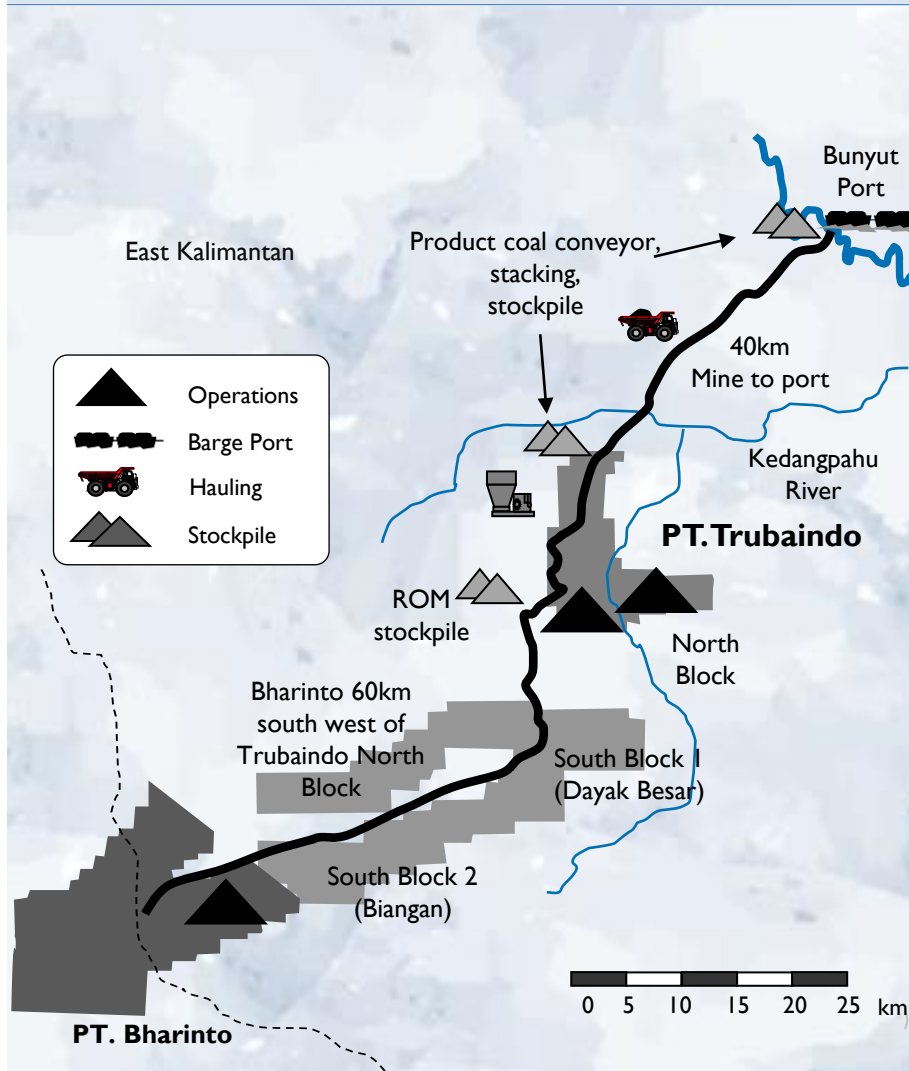 Bunyut
Port
East Kalimantan
Product coal conveyor,
stacking,
stockpile
40km
Mine to port
Operations
Barge Port
Hauling
Stockpile
Kedangpahu
River
PT.Trubaindo
ROM
stockpile
North
Block
Bharinto 60km
south west of
Trubaindo North
Block
South Block 1
(Dayak Besar)
South Block 2
(Biangan)
0 5 10 15 20 25 km
PT. Bharinto